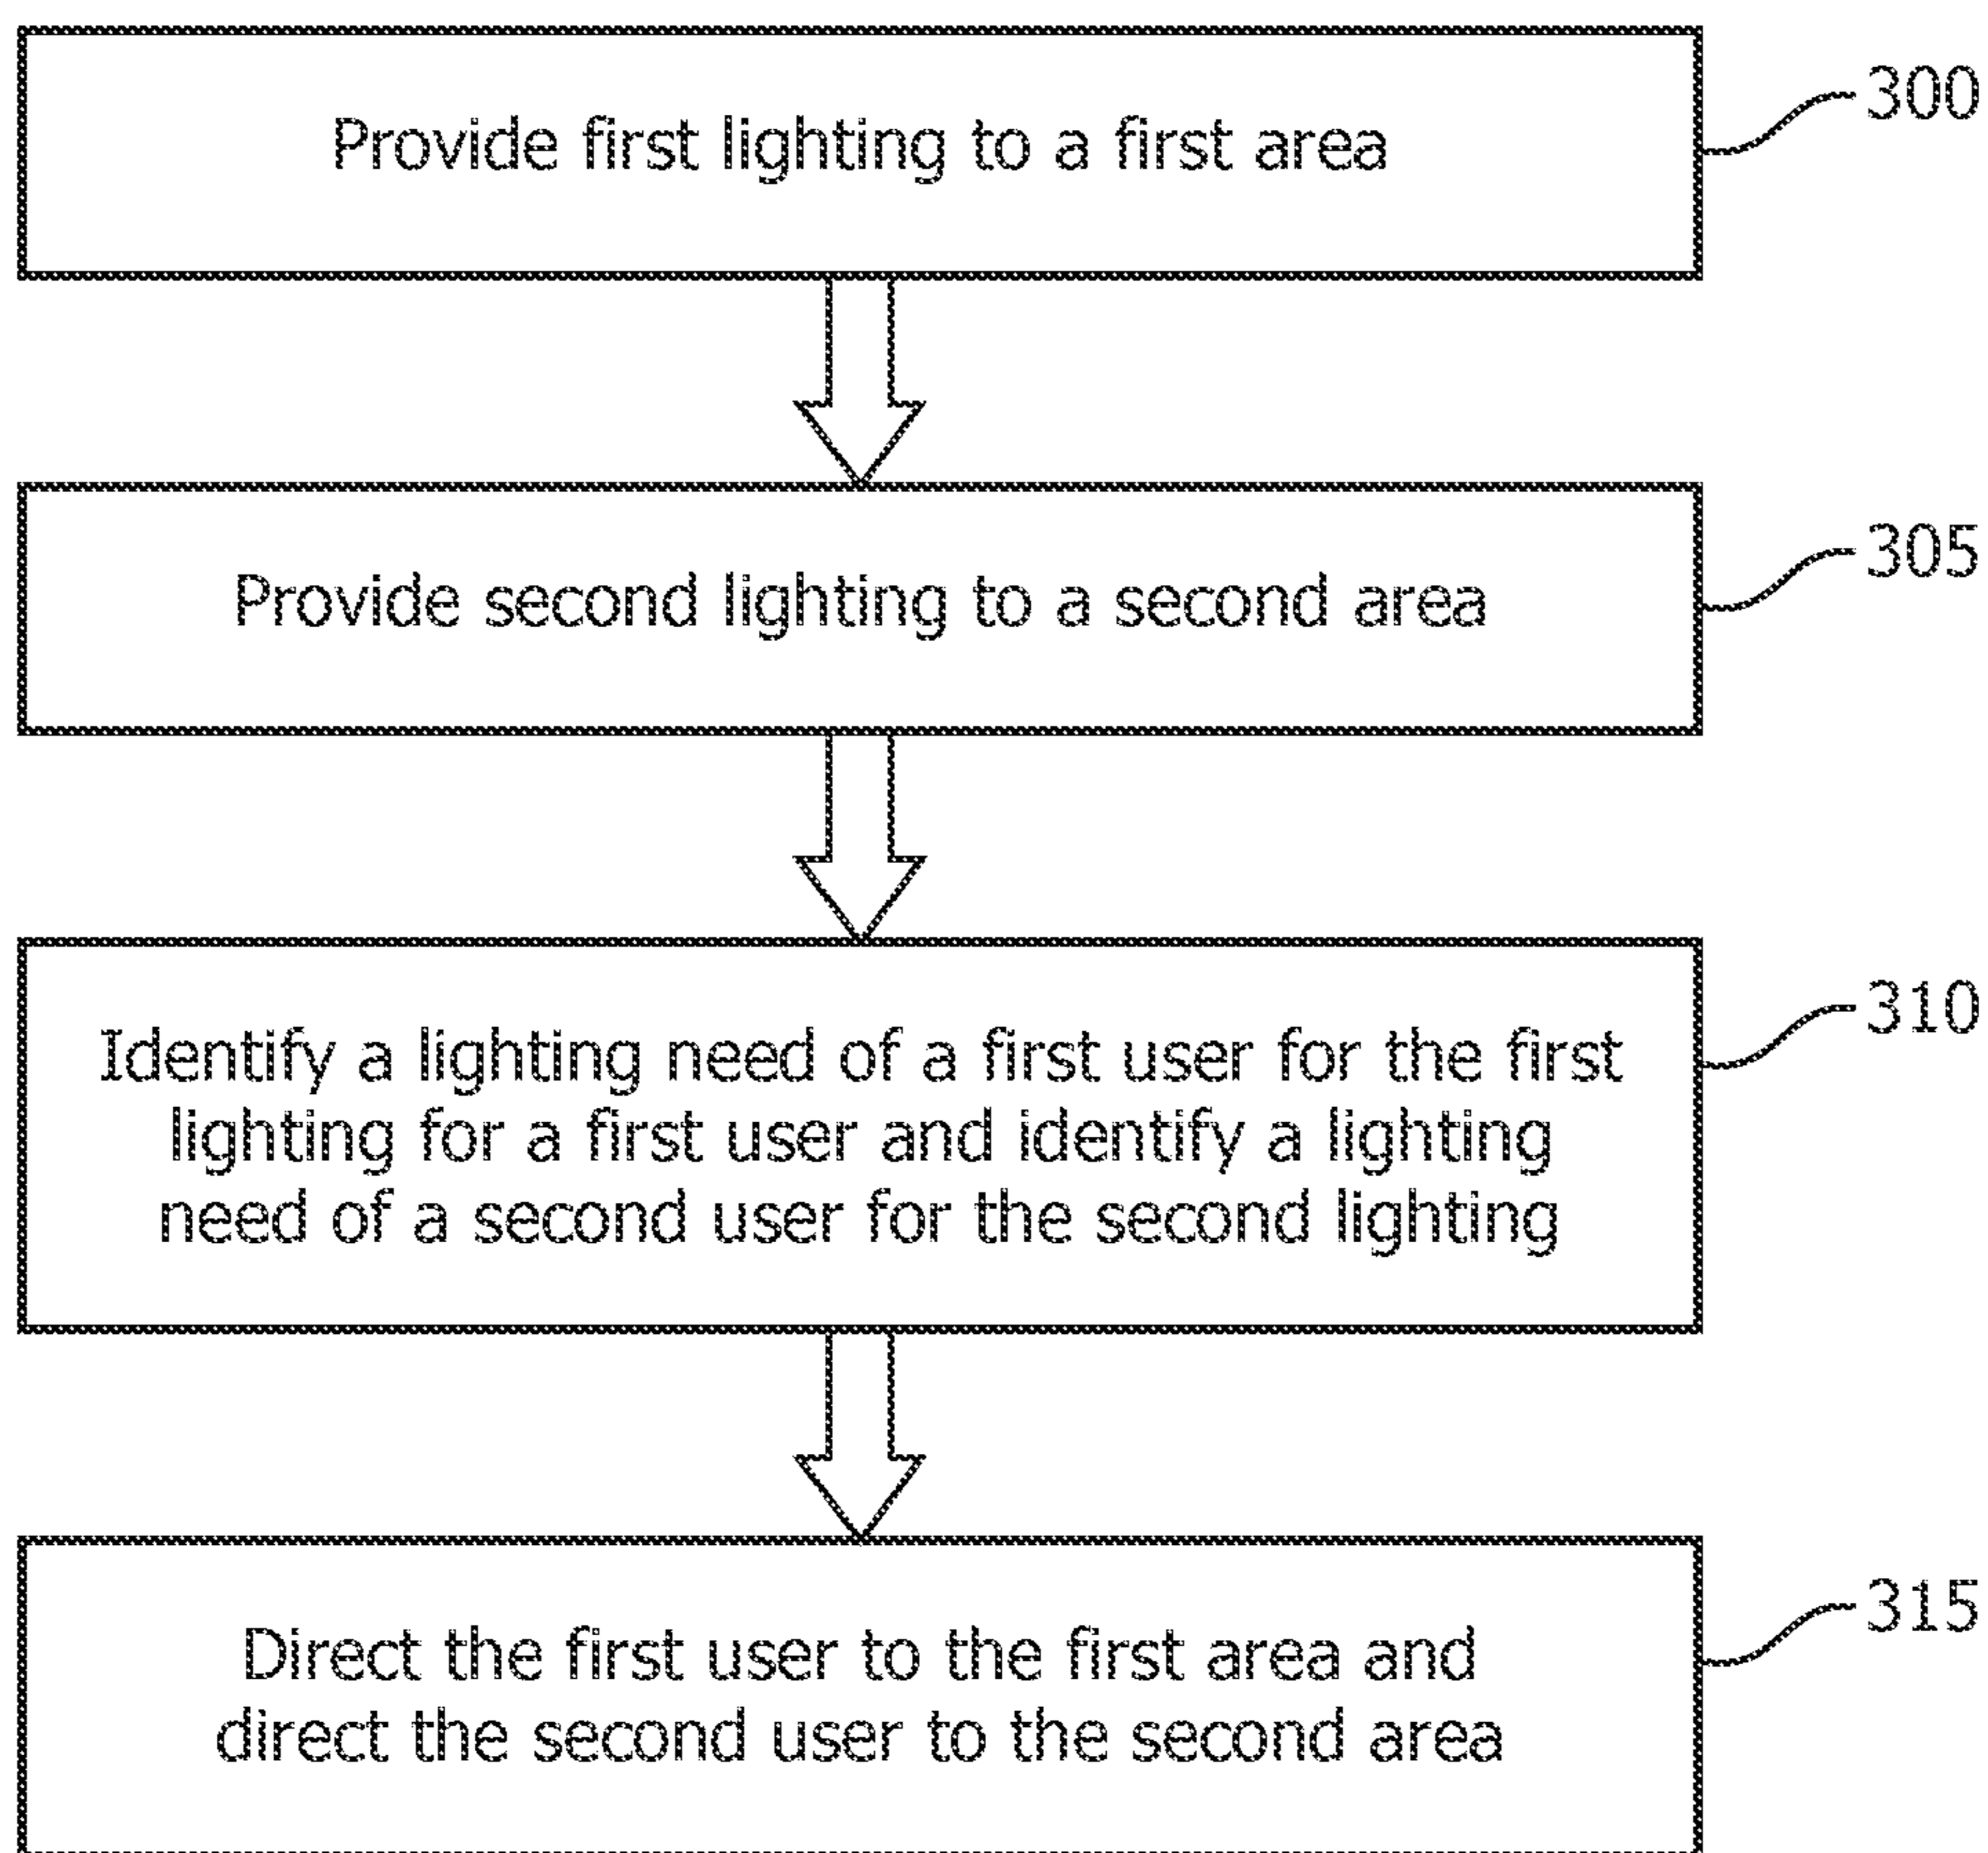 Provide first lighting to a first area
300
Provide second lighting to a second area
305
Identify a lighting need of a first user for the first
lighting for a first user and identify a lighting
need of a second user for the second lighting
310
Direct the first user to the first area and
direct the second user to the second area
315